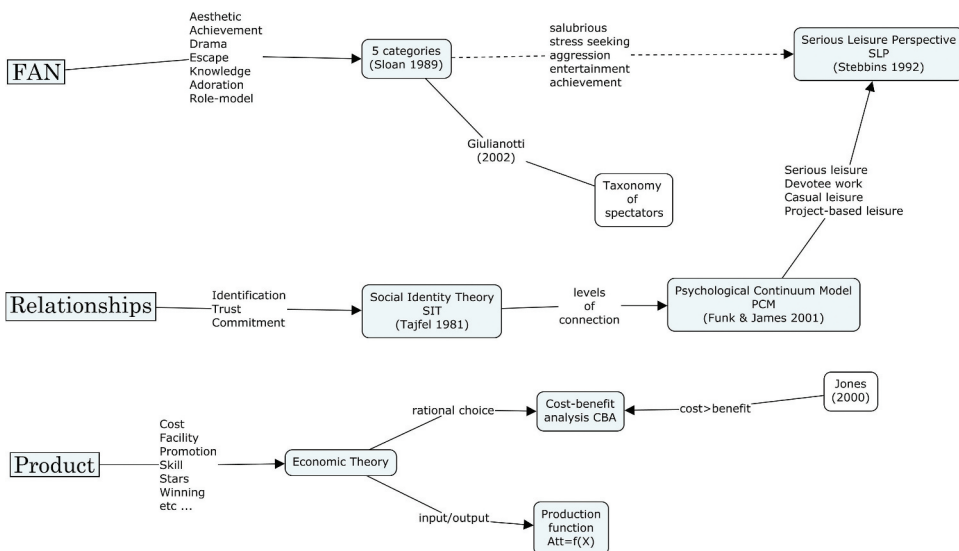 FAN
Aesthetic
Achievement
Drama
Escape
Knowledge
Adoration
Role-model
5 categories
(Sloan 1989)
salubrious
stress seeking
aggression
entertainment
achievement
Serious Leisure Perspective
SLP
(Stebbins 1992)
Giulianotti
(2002)
Taxonomy
of
spectators
Serious leisure
Devotee work
Casual leisure
Project-based leisure
Relationships
Identification
Trust
Commitment
Social Identity Theory
SIT
(Tajfel 1981)
levels
of
connection
Psychological Continuum Model
PCM
(Funk & James 2001)
Product
Cost
Facility
Promotion
Skill
Stars
Winning
etc ...
Economic Theory
rational choice
Cost-benefit
analysis CBA
cost>benefit
Jones
(2000)
input/output
Production
function
Att=f(X)